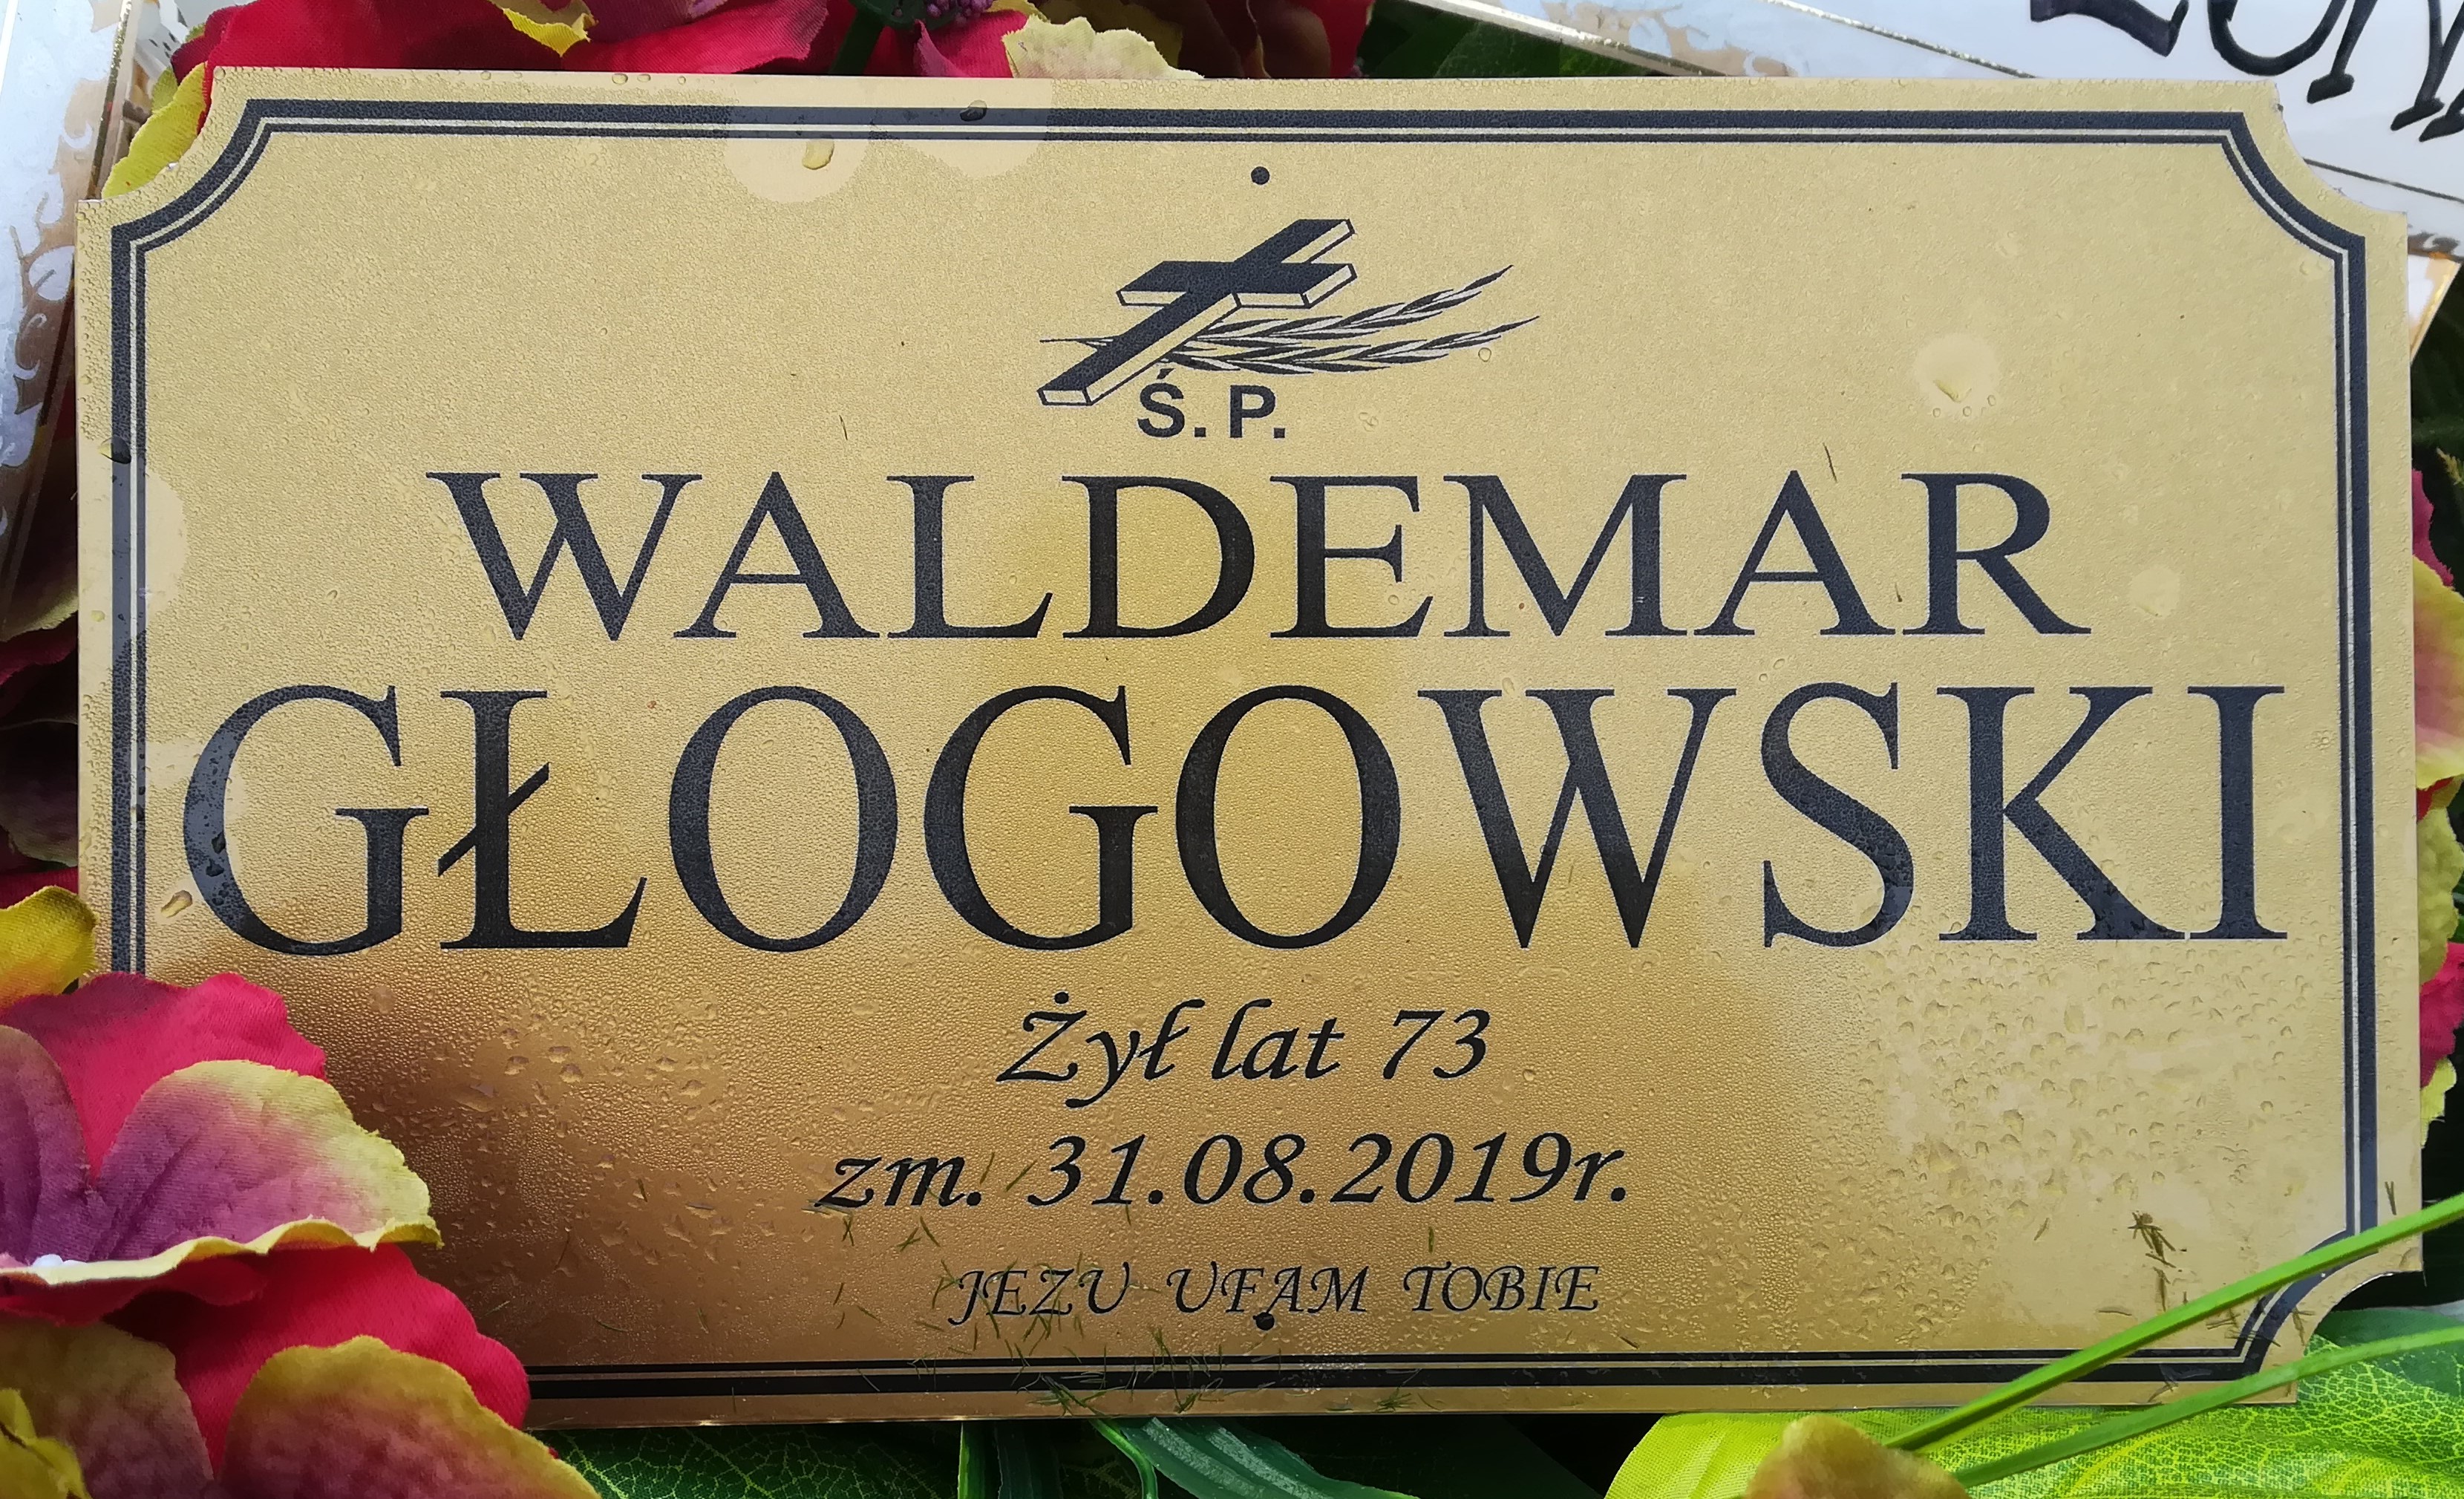 Ś.P.
WALDEMAR
GŁOGOWSKI
Żył lat 73
zm. 31.08.2019r.
JEZU UFAM TOBIE